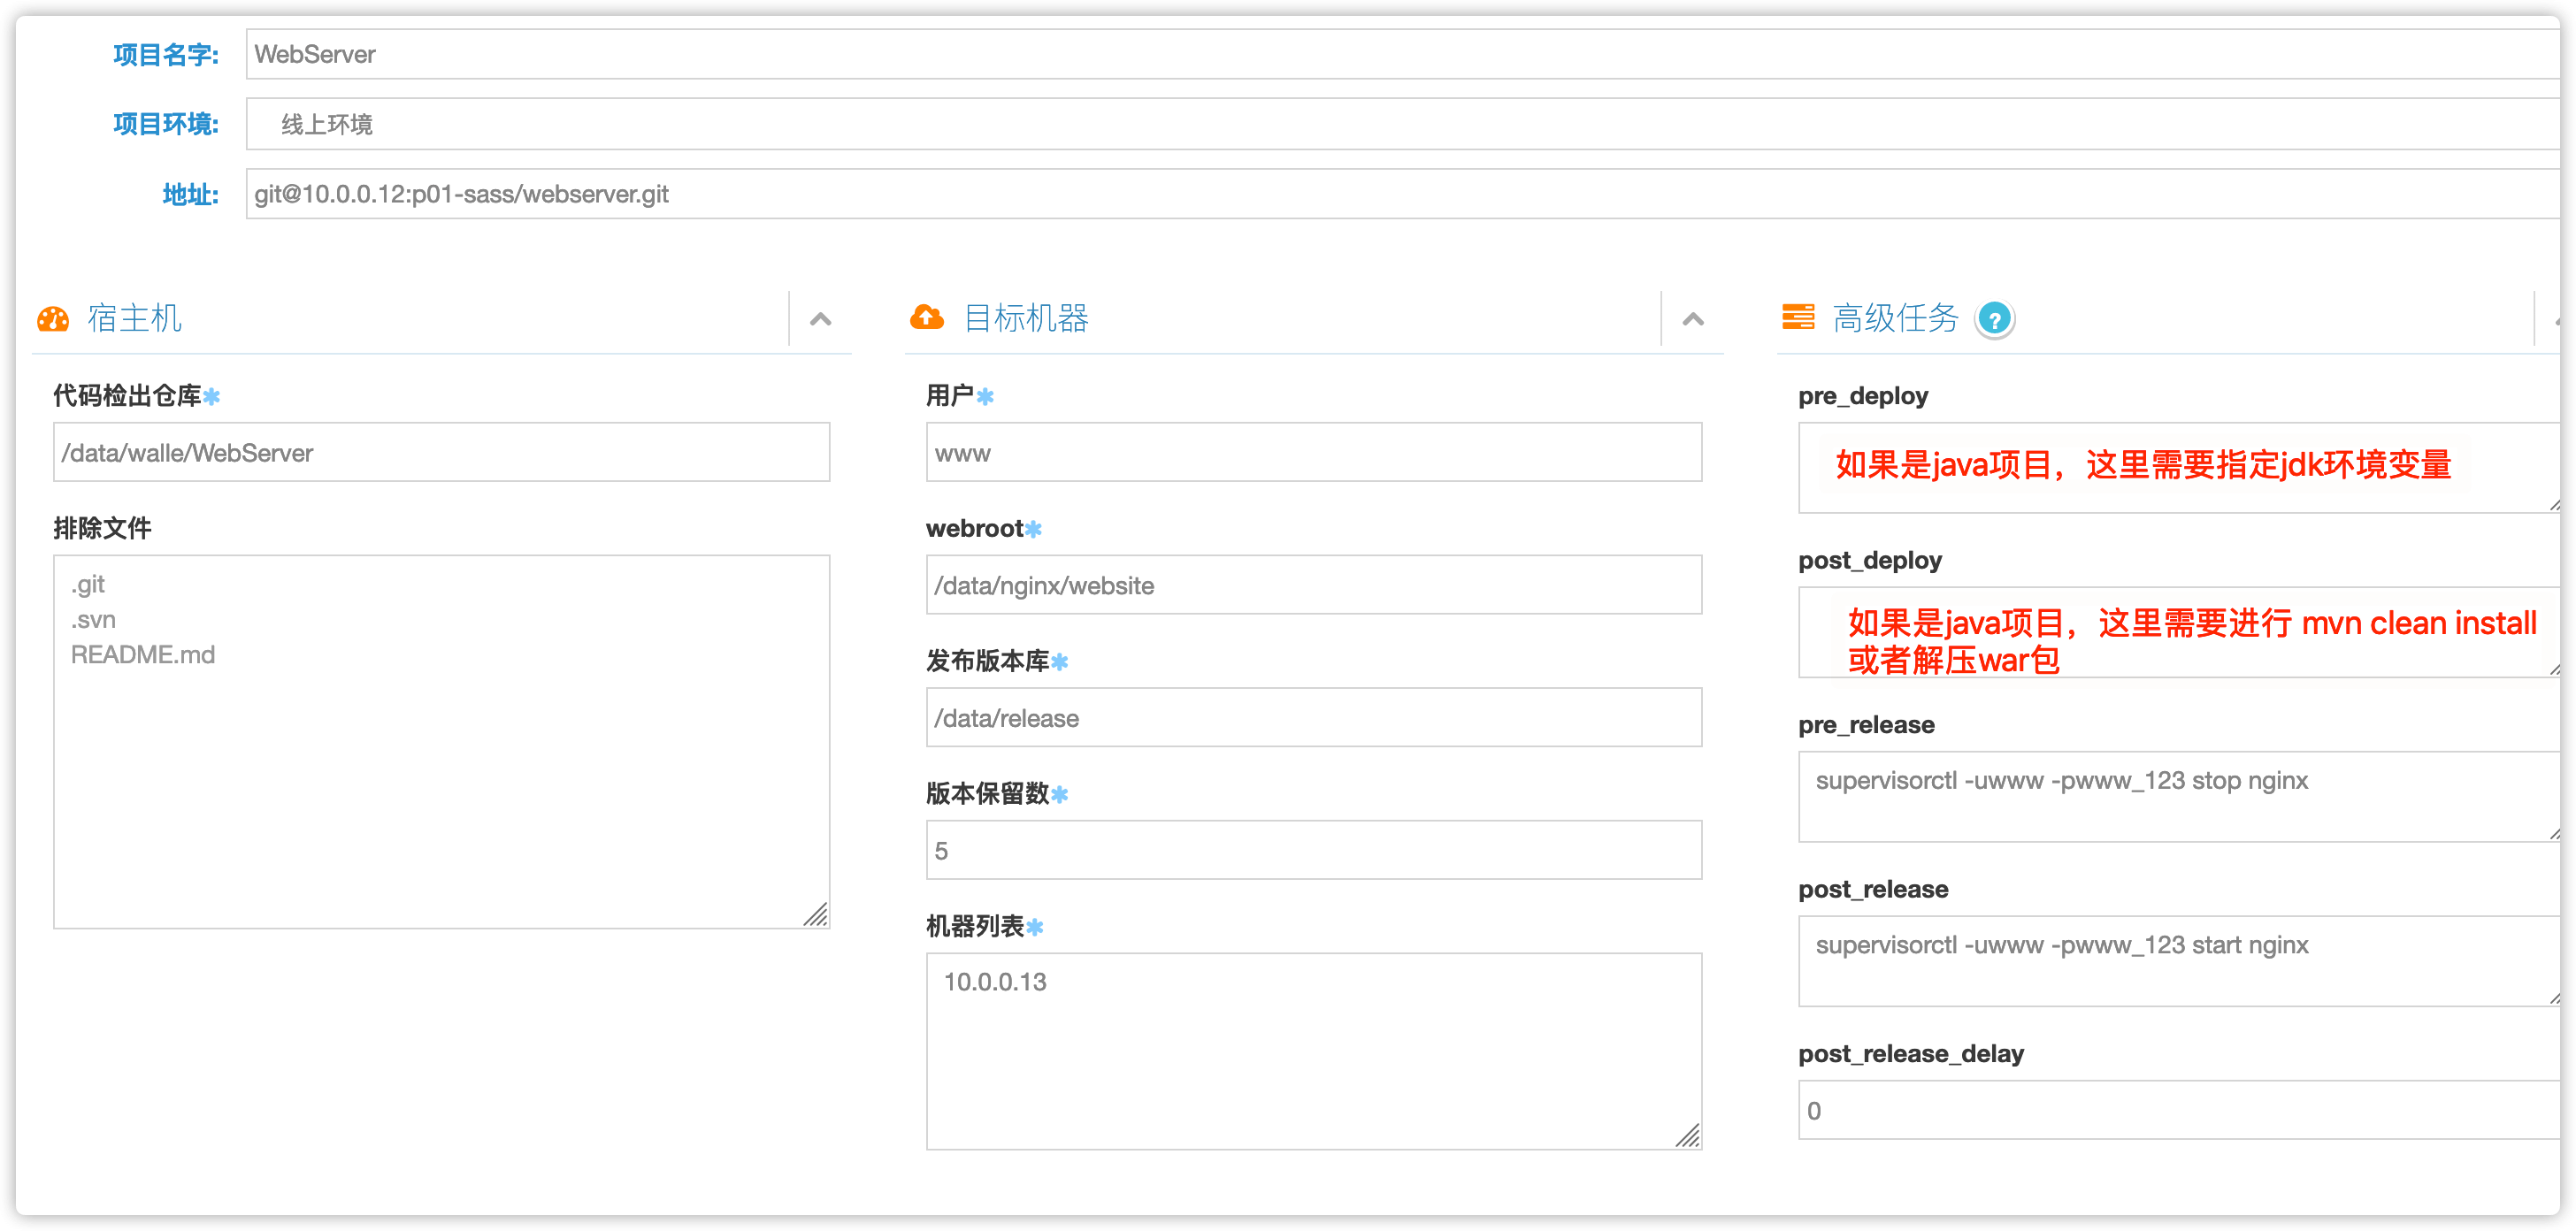 项目名字: WebServer
项目环境: 线上环境
地址: git@10.0.0.12:p01-sass/webserver.git
宿主机
代码检出仓库*
/data/walle/WebServer
排除文件
.git
.svn
README.md
目标机器
用户*
www
webroot*
/data/nginx/website
发布版本库*
/data/release
版本保留数*
5
机器列表*
10.0.0.13
高级任务 ?
pre_deploy
如果是java项目，这里需要指定jdk环境变量
post_deploy
如果是java项目，这里需要进行 mvn clean install
或者解压war包
pre_release
supervisorctl -uwww -pwww_123 stop nginx
post_release
supervisorctl -uwww -pwww_123 start nginx
post_release_delay
0